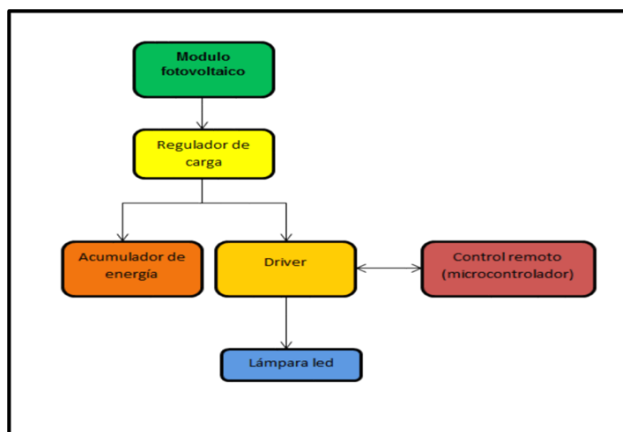 Modulo
fotovoltaico
Regulador de
carga
Acumulador de
energía
Driver
Control remoto
(microcontrolador)
Lámpara led